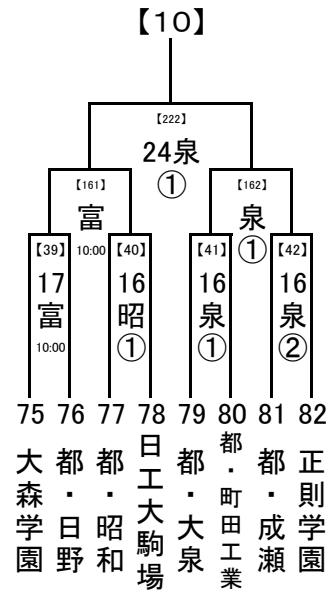 【10】
[222]
24泉
①
[161]
[162]
富
10:00
泉
①
[39]
[40]
[41]
[42]
17
富
10:00
16
昭
①
16
泉
①
16
泉
②
75
76
77
78
79
80
81
82
大森学園
都・日野
都・昭和
日工大駒場
都・大泉
都・町田工業
都・成瀬
正則学園